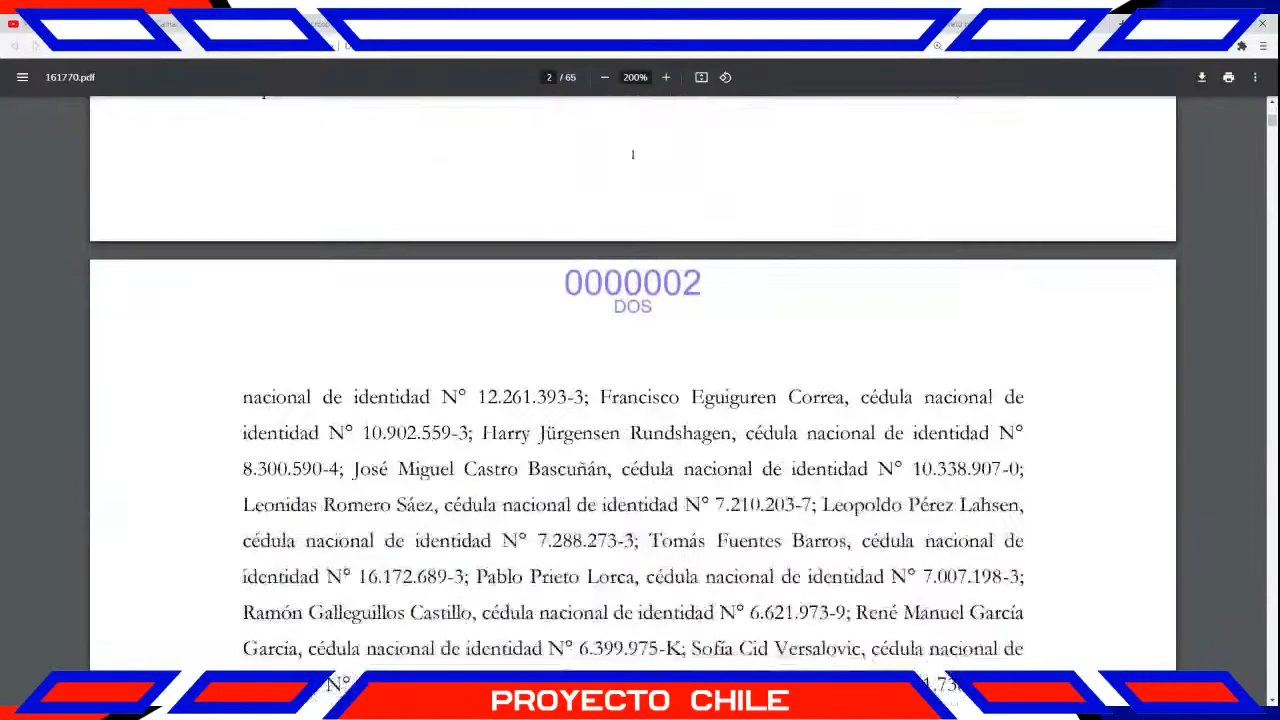 161770.pdf
2 / 65
200%
1
0000002
DOS
nacional de identidad N° 12.261.393-3; Francisco Eguiguren Correa, cédula nacional de
identidad N° 10.902.559-3; Harry Jürgensen Rundshagen, cédula nacional de identidad N°
8.300.590-4; José Miguel Castro Bascuñán, cédula nacional de identidad N° 10.338.907-0;
Leonidas Romero Sáez, cédula nacional de identidad N° 7.210.203-7; Leopoldo Pérez Lahsen,
cédula nacional de identidad N° 7.288.273-3; Tomás Fuentes Barros, cédula nacional de
identidad N° 16.172.689-3; Pablo Prieto Lorca, cédula nacional de identidad N° 7.007.198-3;
Ramón Galleguillos Castillo, cédula nacional de identidad N° 6.621.973-9; René Manuel García
García, cédula nacional de identidad N° 6.399.975-K; Sofía Cid Versalovic, cédula nacional de
N°
PROYECTO CHILE